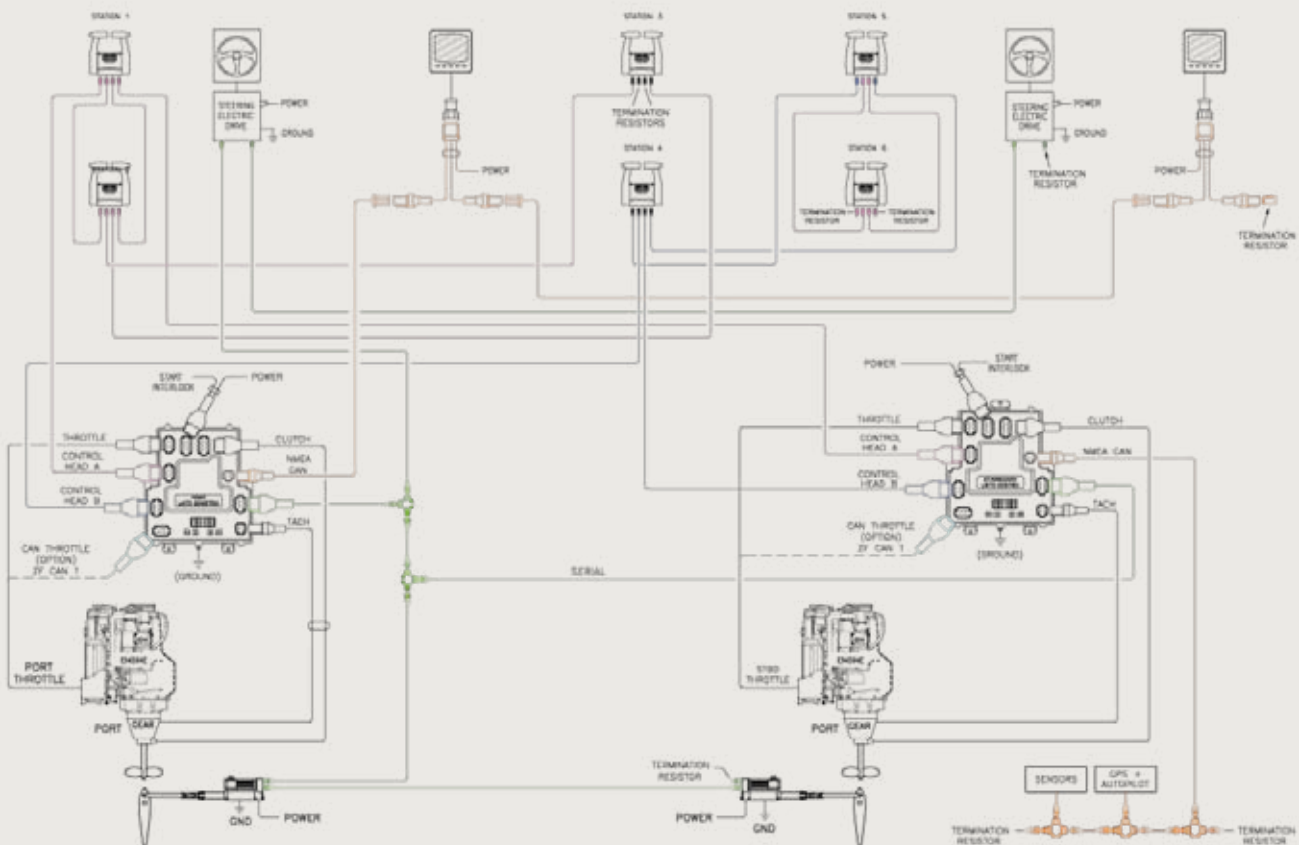 STATION 1
STATION 3
STATION 5
STEERING
ELECTRIC
DRIVE
POWER
GROUND
TERMINATION
RESISTORS
STEERING
ELECTRIC
DRIVE
POWER
GROUND
TERMINATION
RESISTOR
STATION 4
STATION 6
POWER
POWER
TERMINATION
RESISTOR
TERMINATION
RESISTOR
TERMINATION
RESISTOR
START
INTERLOCK
POWER
POWER
START
INTERLOCK
THROTTLE
CLUTCH
CONTROL
HEAD A
NMEA
CAN
CONTROL
HEAD B
TACH
CAN THROTTLE
(OPTION)
ZF CAN 1
(GROUND)
THROTTLE
CLUTCH
CONTROL
HEAD A
NMEA CAN
CONTROL
HEAD B
TACH
CAN THROTTLE
(OPTION)
ZF CAN 1
(GROUND)
SERIAL
PORT
THROTTLE
ENGINE
PORT
GEAR
STBD
THROTTLE
ENGINE
PORT
GEAR
GND
POWER
TERMINATION
RESISTOR
POWER
GND
SENSORS
GPS +
AUTOPILOT
TERMINATION
RESISTOR
TERMINATION
RESISTOR